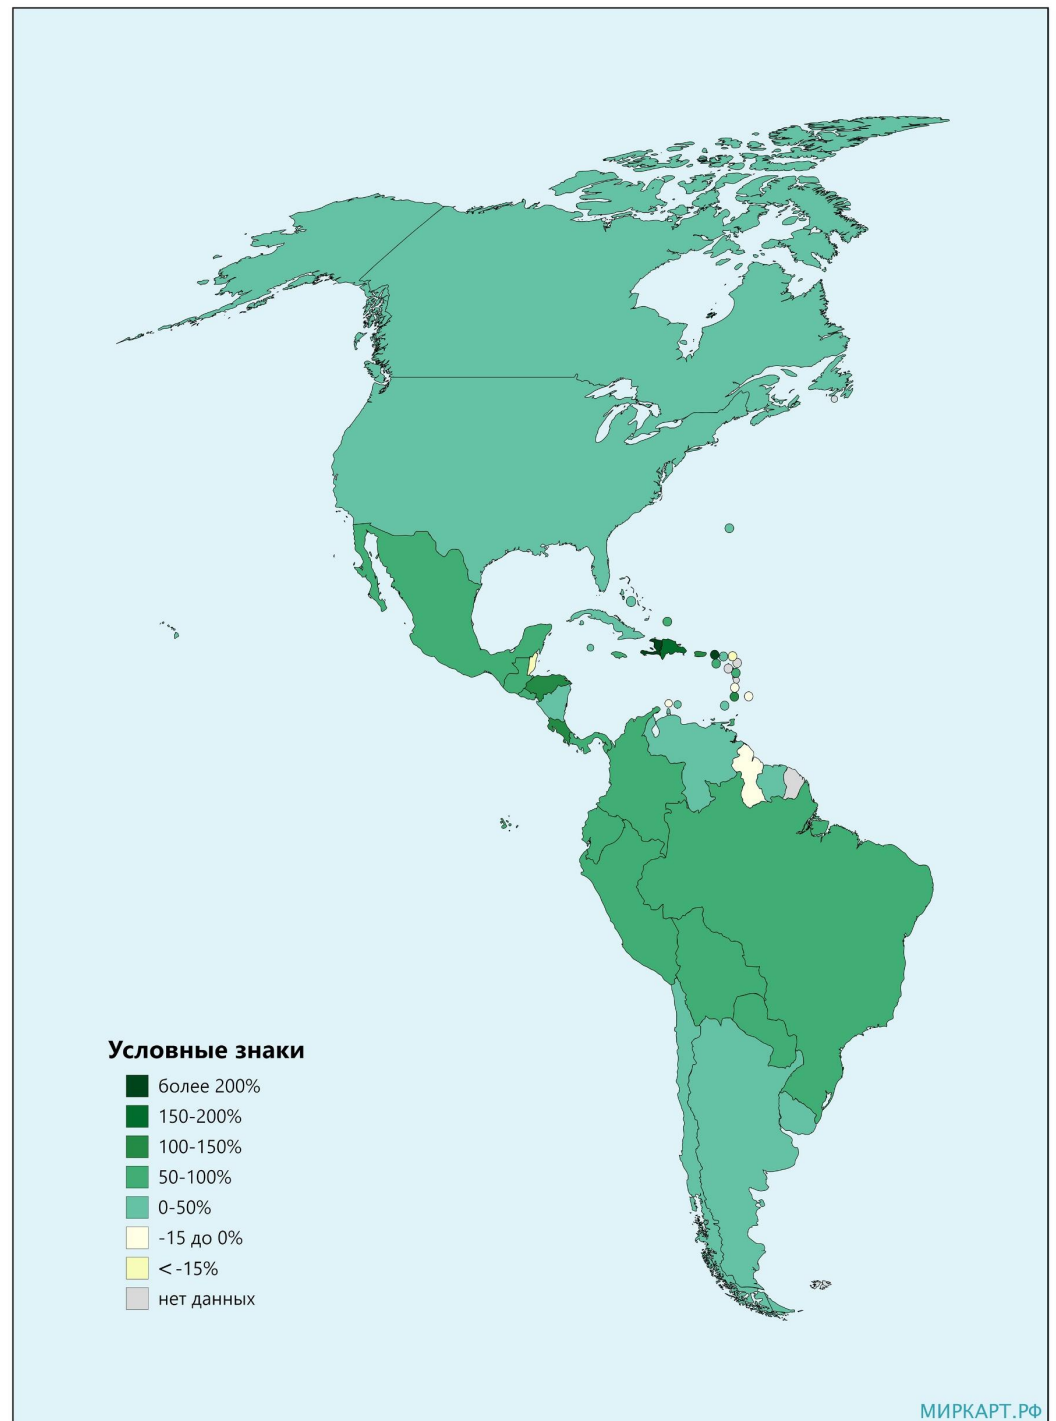 Условные знаки
более 200%
150-200%
100-150%
50-100%
0-50%
-15 до 0%
< -15%
нет данных
МИРКАРТ.РФ